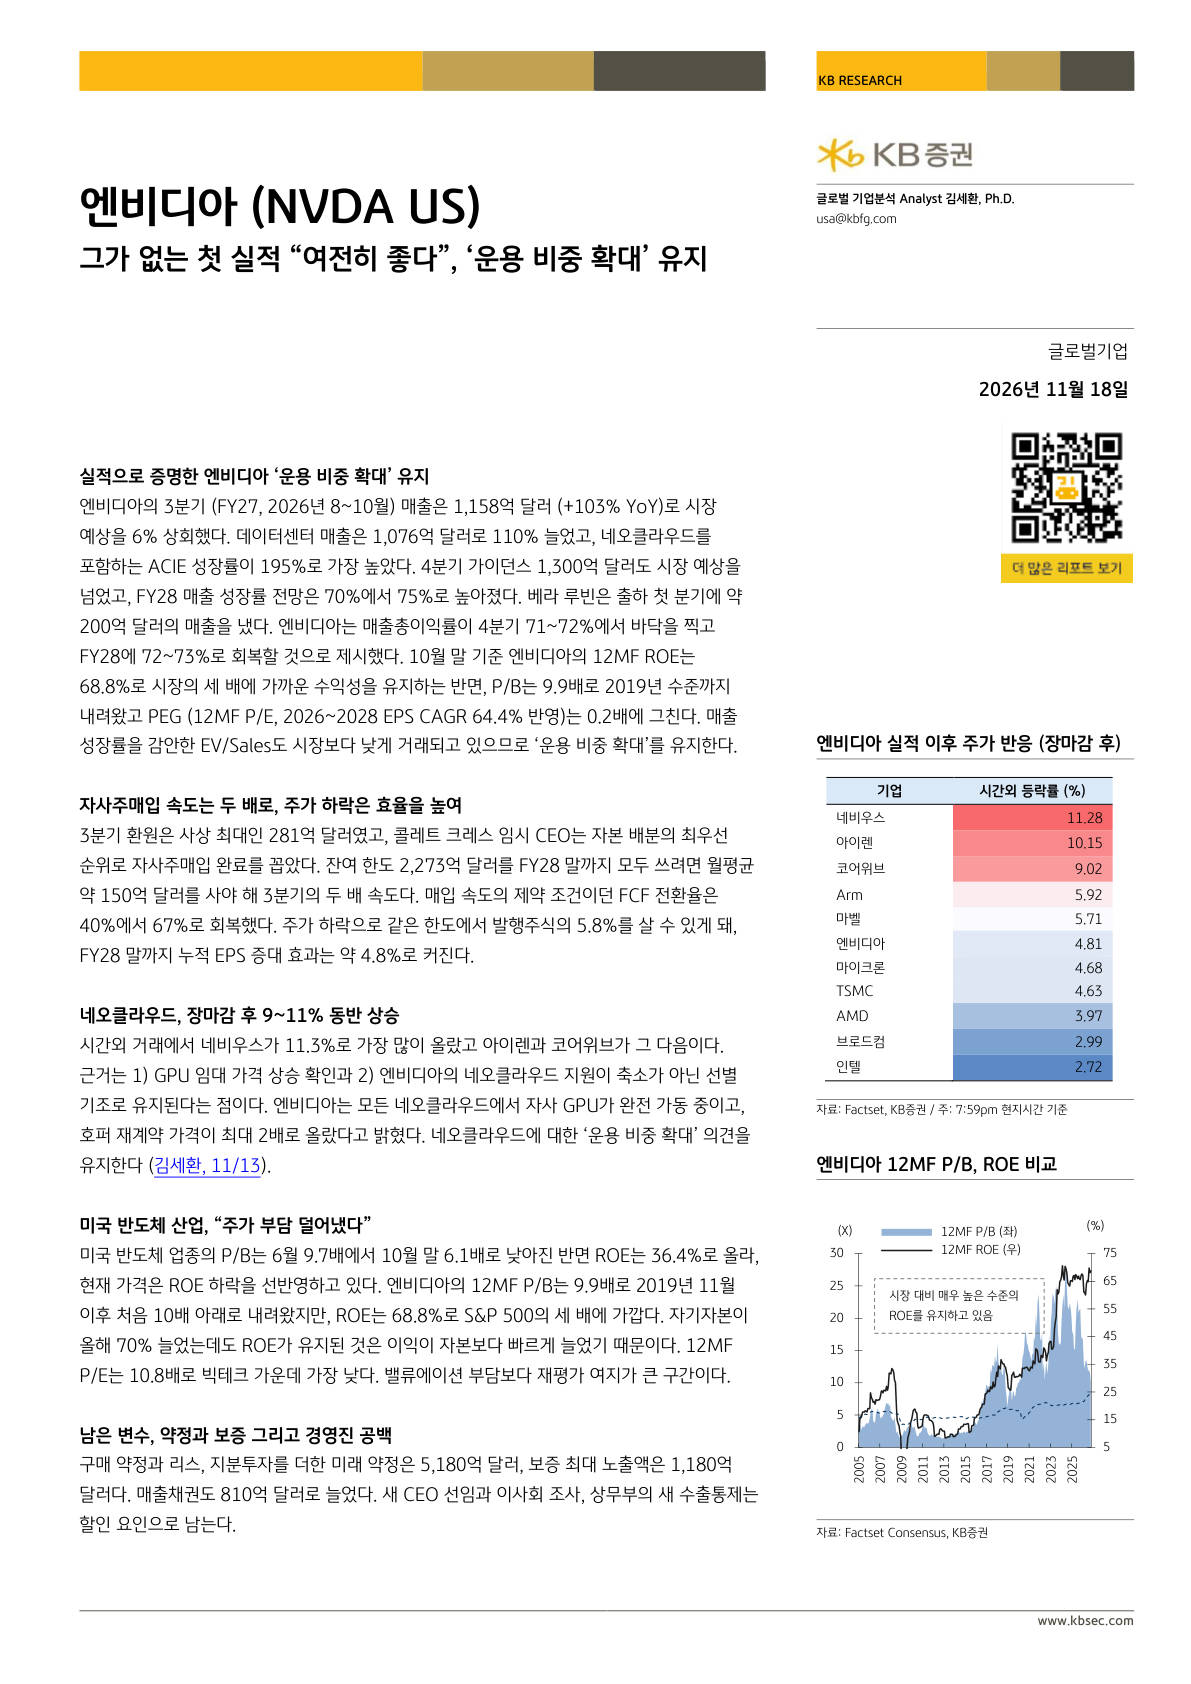 KB RESEARCH
KB증권
글로벌 기업분석 Analyst 김세환, Ph.D.
usa@kbfg.com
엔비디아 (NVDA US)
그가 없는 첫 실적 “여전히 좋다”, ‘운용 비중 확대’ 유지
글로벌기업
2026년 11월 18일
더 많은 리포트 보기
실적으로 증명한 엔비디아 ‘운용 비중 확대’ 유지
엔비디아의 3분기 (FY27, 2026년 8~10월) 매출은 1,158억 달러 (+103% YoY)로 시장
예상을 6% 상회했다. 데이터센터 매출은 1,076억 달러로 110% 늘었고, 네오클라우드를
포함하는 ACIE 성장률이 195%로 가장 높았다. 4분기 가이던스 1,300억 달러도 시장 예상을
넘었고, FY28 매출 성장률 전망은 70%에서 75%로 높아졌다. 베라 루빈은 출하 첫 분기에 약
200억 달러의 매출을 냈다. 엔비디아는 매출총이익률이 4분기 71~72%에서 바닥을 찍고
FY28에 72~73%로 회복할 것으로 제시했다. 10월 말 기준 엔비디아의 12MF ROE는
68.8%로 시장의 세 배에 가까운 수익성을 유지하는 반면, P/B는 9.9배로 2019년 수준까지
내려왔고 PEG (12MF P/E, 2026~2028 EPS CAGR 64.4% 반영)는 0.2배에 그친다. 매출
성장률을 감안한 EV/Sales도 시장보다 낮게 거래되고 있으므로 ‘운용 비중 확대’를 유지한다.
자사주매입 속도는 두 배로, 주가 하락은 효율을 높여
3분기 환원은 사상 최대인 281억 달러였고, 콜레트 크레스 임시 CEO는 자본 배분의 최우선
순위로 자사주매입 완료를 꼽았다. 잔여 한도 2,273억 달러를 FY28 말까지 모두 쓰려면 월평균
약 150억 달러를 사야 해 3분기의 두 배 속도다. 매입 속도의 제약 조건이던 FCF 전환율은
40%에서 67%로 회복했다. 주가 하락으로 같은 한도에서 발행주식의 5.8%를 살 수 있게 돼,
FY28 말까지 누적 EPS 증대 효과는 약 4.8%로 커진다.
네오클라우드, 장마감 후 9~11% 동반 상승
시간외 거래에서 네비우스가 11.3%로 가장 많이 올랐고 아이렌과 코어위브가 그 다음이다.
근거는 1) GPU 임대 가격 상승 확인과 2) 엔비디아의 네오클라우드 지원이 축소가 아닌 선별
기조로 유지된다는 점이다. 엔비디아는 모든 네오클라우드에서 자사 GPU가 완전 가동 중이고,
호퍼 재계약 가격이 최대 2배로 올랐다고 밝혔다. 네오클라우드에 대한 ‘운용 비중 확대’ 의견을
유지한다 (김세환, 11/13).
미국 반도체 산업, “주가 부담 덜어냈다”
미국 반도체 업종의 P/B는 6월 9.7배에서 10월 말 6.1배로 낮아진 반면 ROE는 36.4%로 올라,
현재 가격은 ROE 하락을 선반영하고 있다. 엔비디아의 12MF P/B는 9.9배로 2019년 11월
이후 처음 10배 아래로 내려왔지만, ROE는 68.8%로 S&P 500의 세 배에 가깝다. 자기자본이
올해 70% 늘었는데도 ROE가 유지된 것은 이익이 자본보다 빠르게 늘었기 때문이다. 12MF
P/E는 10.8배로 빅테크 가운데 가장 낮다. 밸류에이션 부담보다 재평가 여지가 큰 구간이다.
남은 변수, 약정과 보증 그리고 경영진 공백
구매 약정과 리스, 지분투자를 더한 미래 약정은 5,180억 달러, 보증 최대 노출액은 1,180억
달러다. 매출채권도 810억 달러로 늘었다. 새 CEO 선임과 이사회 조사, 상무부의 새 수출통제는
할인 요인으로 남는다.
엔비디아 실적 이후 주가 반응 (장마감 후)
기업 시간외 등락률 (%)
네비우스 11.28
아이렌 10.15
코어위브 9.02
Arm 5.92
마벨 5.71
엔비디아 4.81
마이크론 4.68
TSMC 4.63
AMD 3.97
브로드컴 2.99
인텔 2.72
자료: Factset, KB증권 / 주: 7:59pm 현지시간 기준
엔비디아 12MF P/B, ROE 비교
(X) 12MF P/B (좌) (%)
12MF ROE (우)
30 75
25 65
시장 대비 매우 높은 수준의
ROE를 유지하고 있음
20 55
15 45
10 35
5 25
0 15
5
2005 2007 2009 2011 2013 2015 2017 2019 2021 2023 2025
자료: Factset Consensus, KB증권
www.kbsec.com